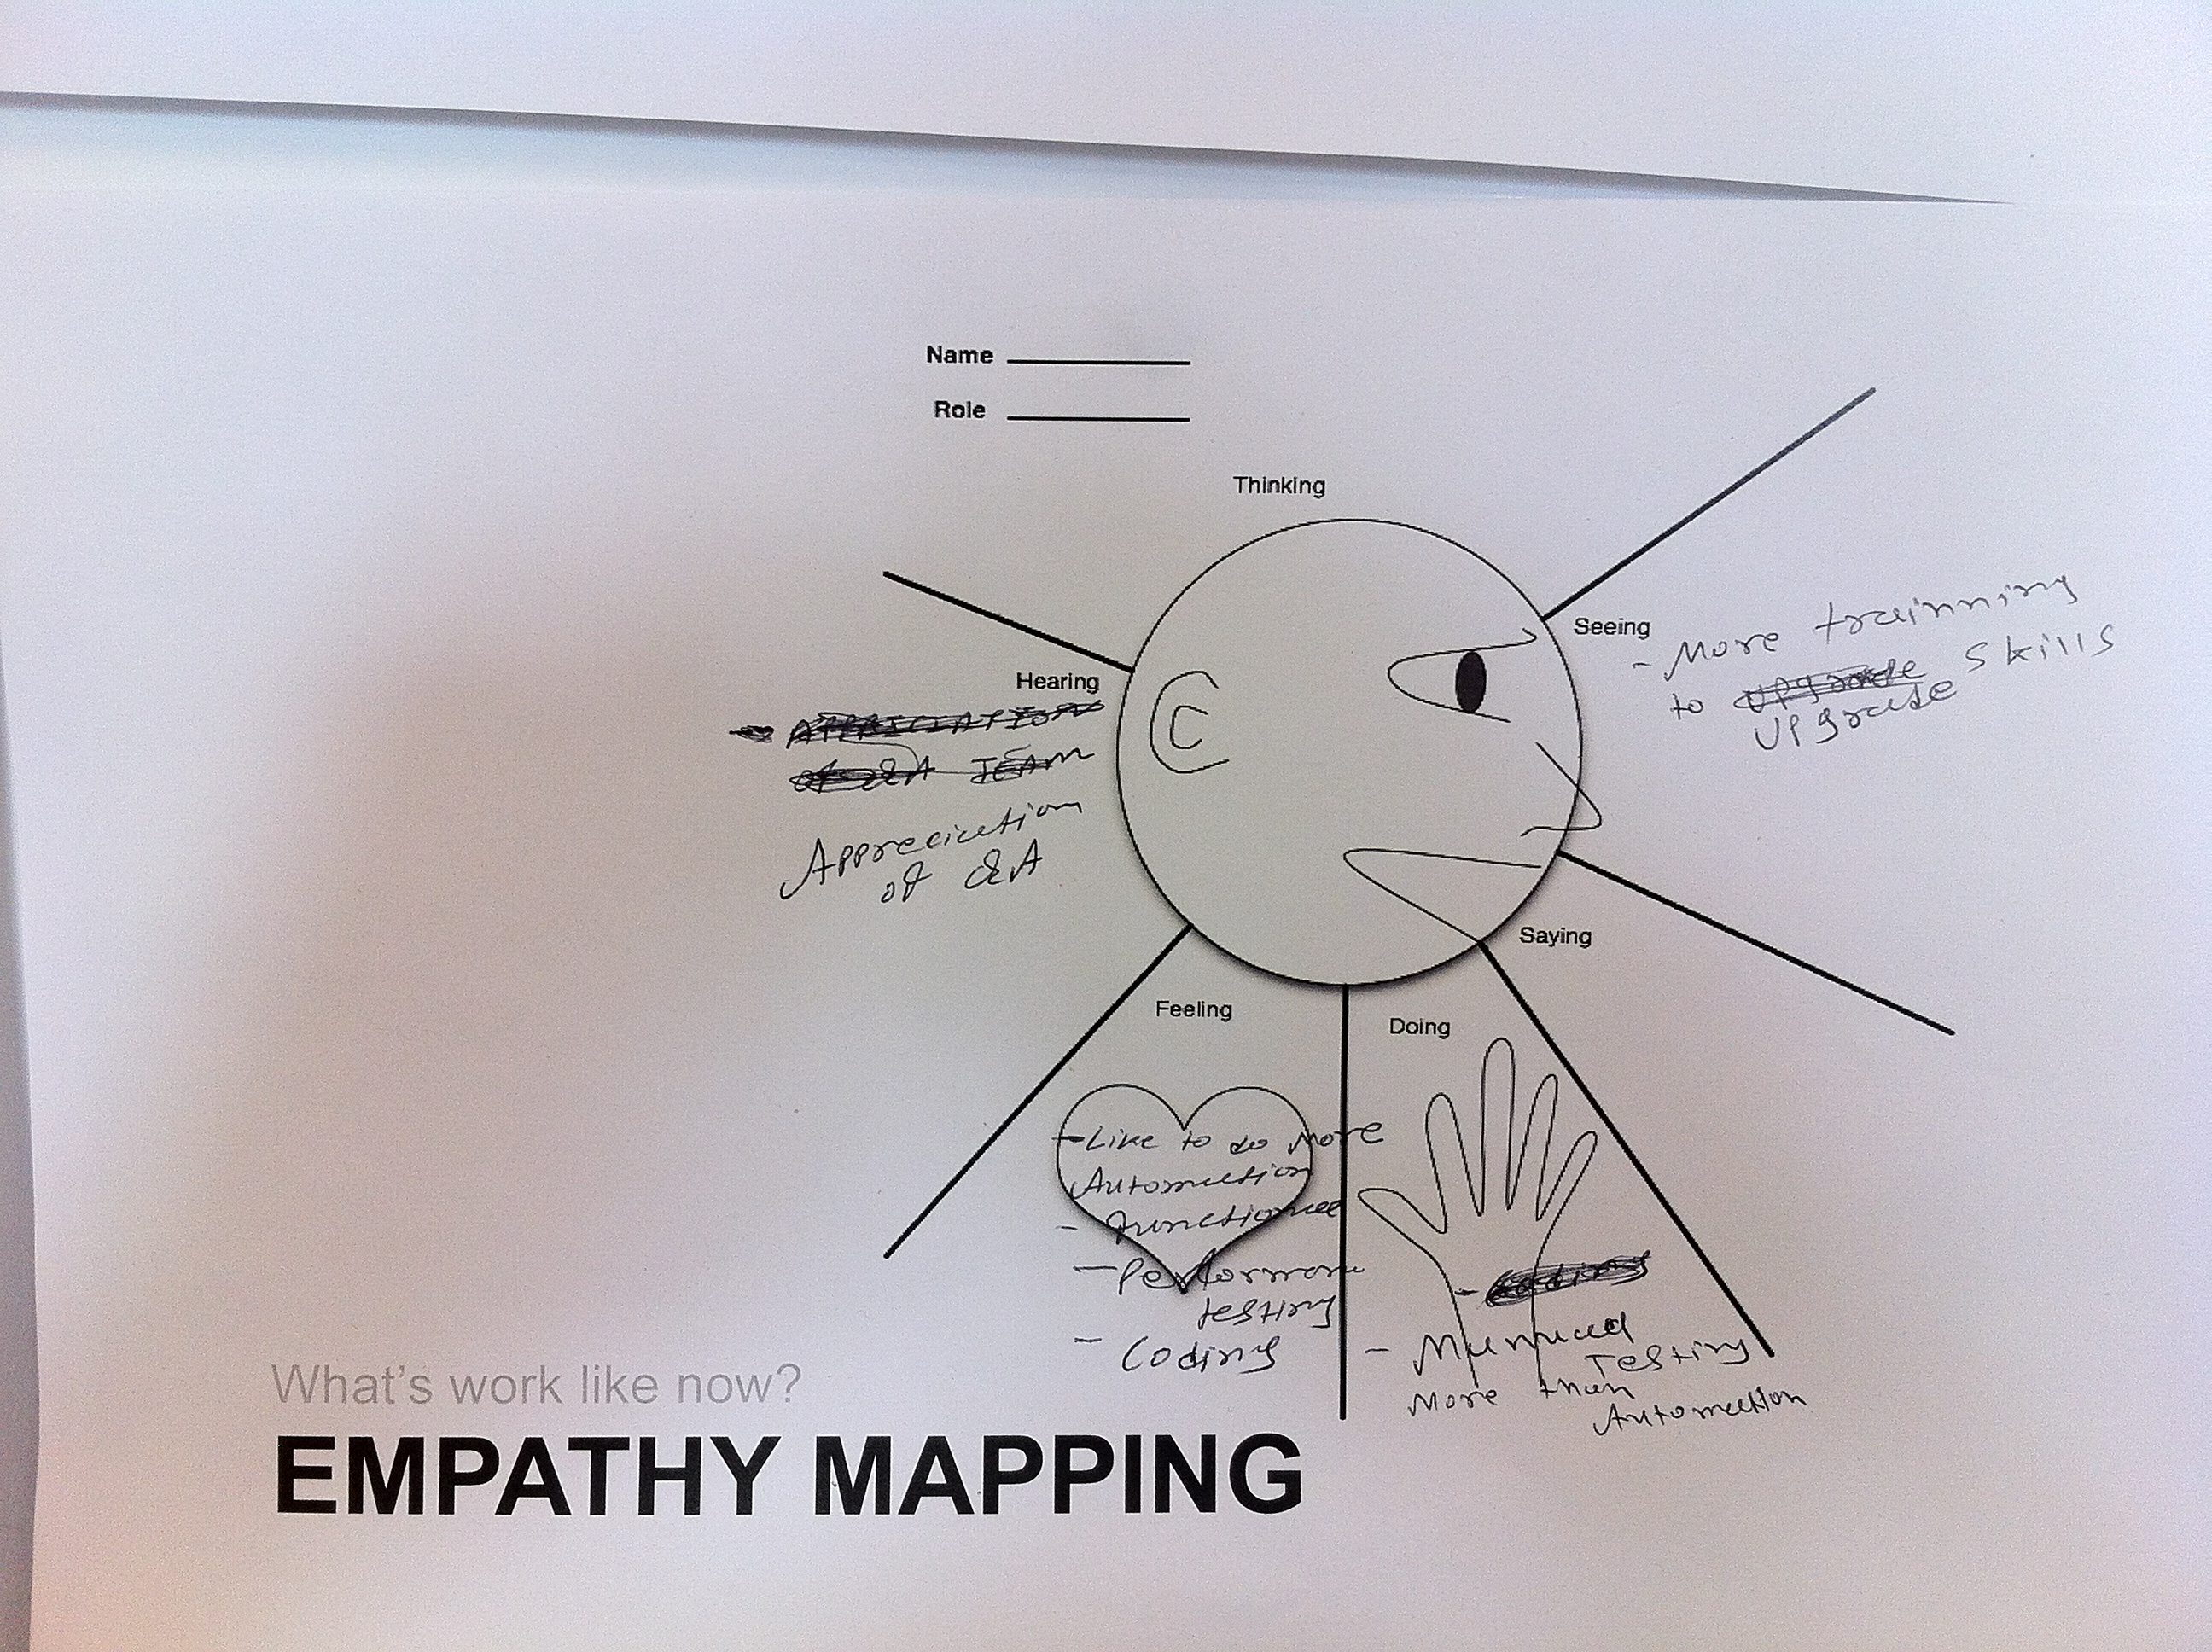 Name
Role
Thinking
Seeing
- More trainning
to upgrade skills
upgrade
Hearing
- APPRICIATION
of QA TEAM
Appreciation
of QA
Saying
Feeling
- Like to do more
Automation
- functional
- Performance
testing
- Coding
Doing
- Coding
- Manual
Testing
More than
Automation
What's work like now?
EMPATHY MAPPING